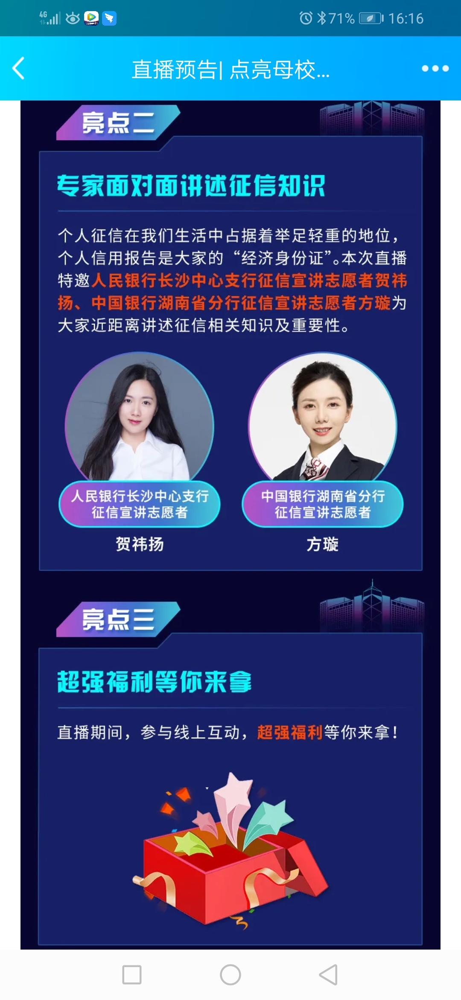 4G
71%
16:16
直播预告| 点亮母校...
亮点二
专家面对面讲述征信知识
个人征信在我们生活中占据着举足轻重的地位，
个人信用报告是大家的“经济身份证”。本次直播
特邀人民银行长沙中心支行征信宣讲志愿者贺祎
扬、中国银行湖南省分行征信宣讲志愿者方璇为
大家近距离讲述征信相关知识及重要性。
人民银行长沙中心支行
征信宣讲志愿者
贺祎扬
中国银行湖南省分行
征信宣讲志愿者
方璇
亮点三
超强福利等你来拿
直播期间，参与线上互动，超强福利等你来拿！